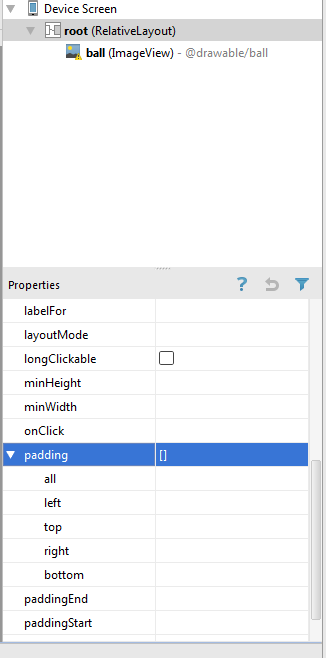 Device Screen
root (RelativeLayout)
ball (ImageView) - @drawable/ball
Properties ?
labelFor
layoutMode
longClickable
minHeight
minWidth
onClick
padding []
all
left
top
right
bottom
paddingEnd
paddingStart